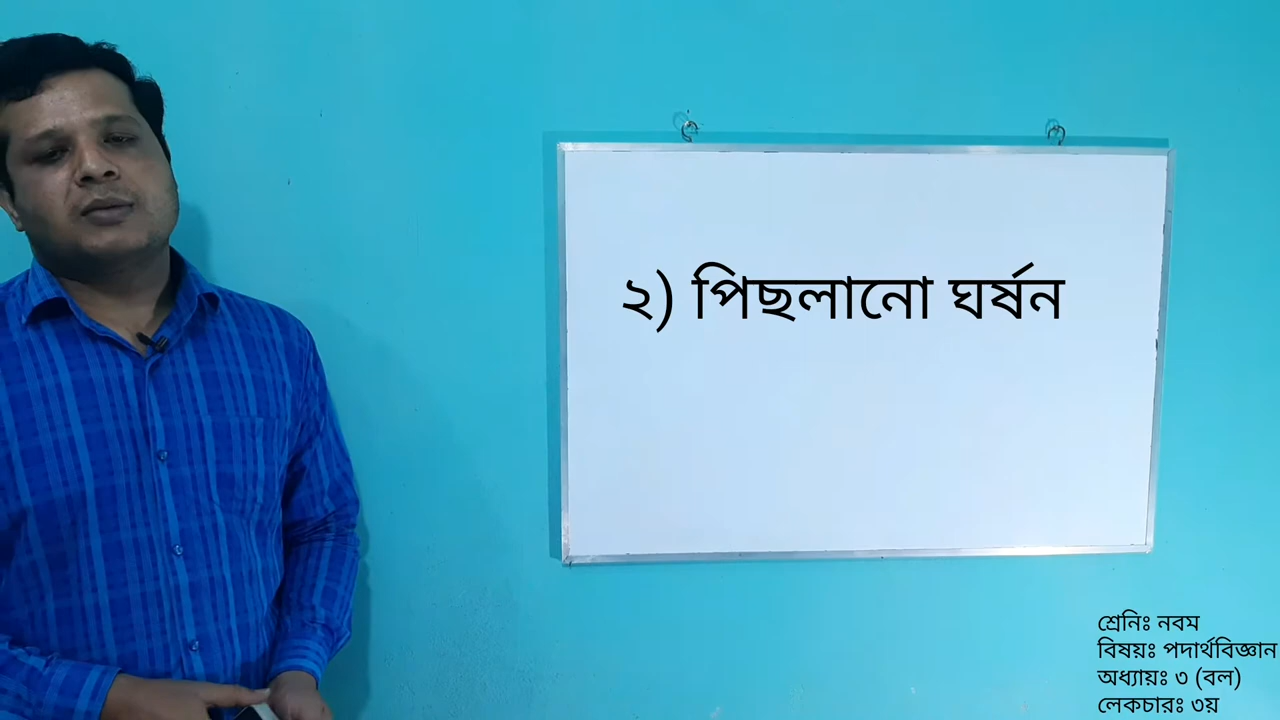 ২) পিছলানো ঘর্ষন
শ্রেনিঃ নবম
বিষয়ঃ পদার্থবিজ্ঞান
অধ্যায়ঃ ৩ (বল)
লেকচারঃ ৩য়